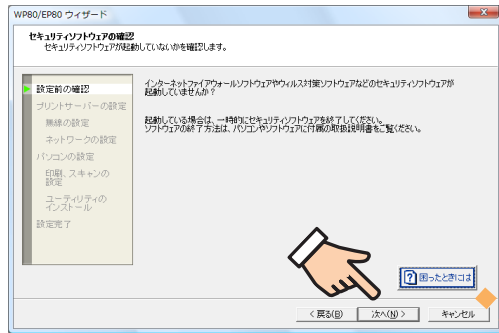 WP80/EP80 ウィザード
セキュリティソフトウェアの確認
セキュリティソフトウェアが起動していないかを確認します。
設定前の確認
プリントサーバーの設定
無線の設定
ネットワークの設定
パソコンの設定
印刷、スキャンの
設定
ユーティリティの
インストール
設定完了
インターネットファイアウォールソフトウェアやウィルス対策ソフトウェアなどのセキュリティソフトウェアが
起動していませんか？
起動している場合は、一時的にセキュリティソフトウェアを終了してください。
ソフトウェアの終了方法は、パソコンやソフトウェアに付属の取扱説明書をご覧ください。
? 困ったときには
< 戻る(B)
次へ(N) >
キャンセル